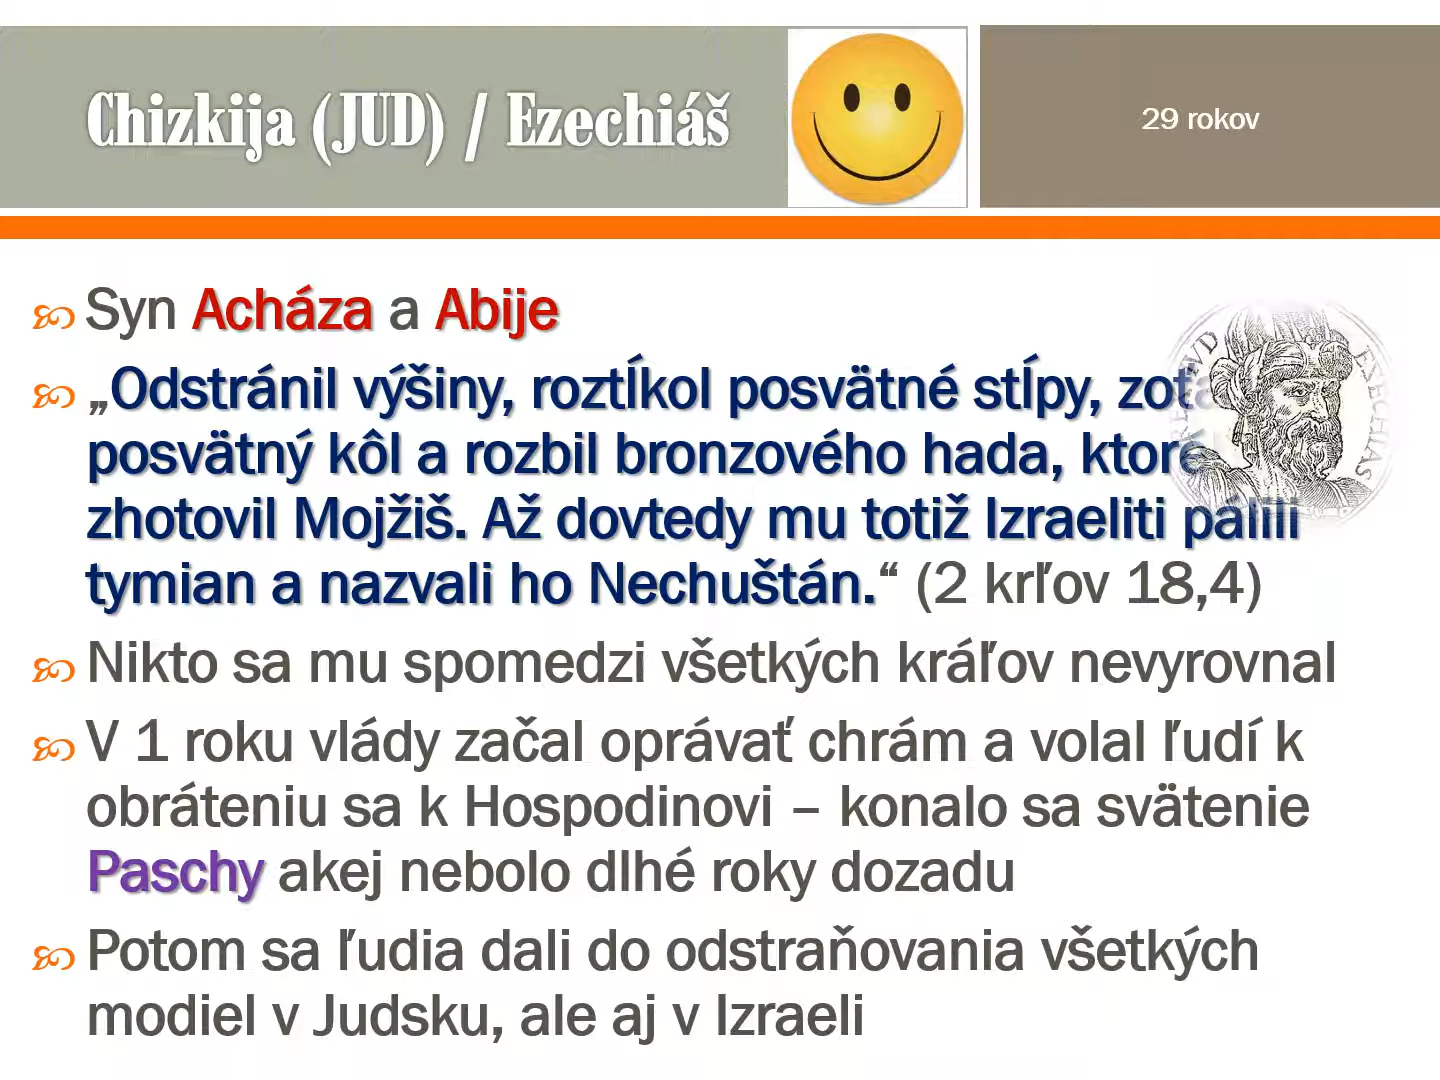 Chizkija (JUD) / Ezechiáš
29 rokov
Syn Acháza a Abije
„Odstránil výšiny, roztĺkol posvätné stĺpy,
posvätný kôl a rozbil bronzového hada,
zhotovil Mojžiš. Až dovtedy mu totiž Izraeliti pálili
tymian a nazvali ho Nechuštán.“ (2 kráľov 18,4)
Nikto sa mu spomedzi všetkých kráľov nevyrovnal
V 1 roku vlády začal oprávať chrám a volal ľudí k
obráteniu sa k Hospodinovi – konalo sa svätenie
Paschy akej nebolo dlhé roky dozadu
Potom sa ľudia dali do odstraňovania všetkých
modiel v Judsku, ale aj v Izraeli
EXECHIAS